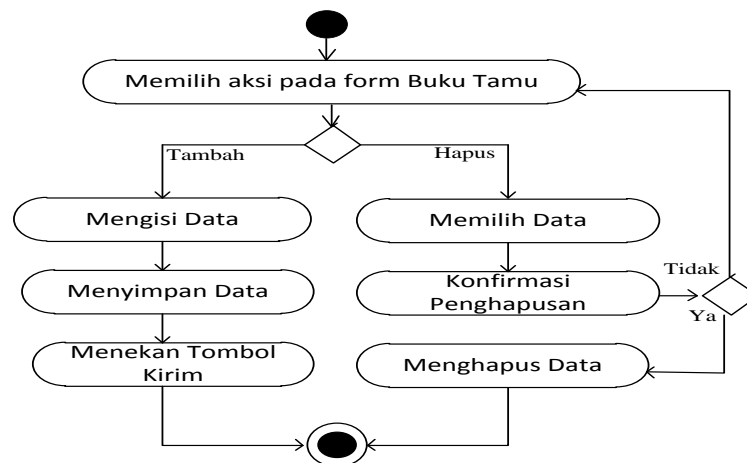 Memilih aksi pada form Buku Tamu
Tambah
Hapus
Mengisi Data
Memilih Data
Menyimpan Data
Konfirmasi
Penghapusan
Tidak
Ya
Menekan Tombol
Kirim
Menghapus Data